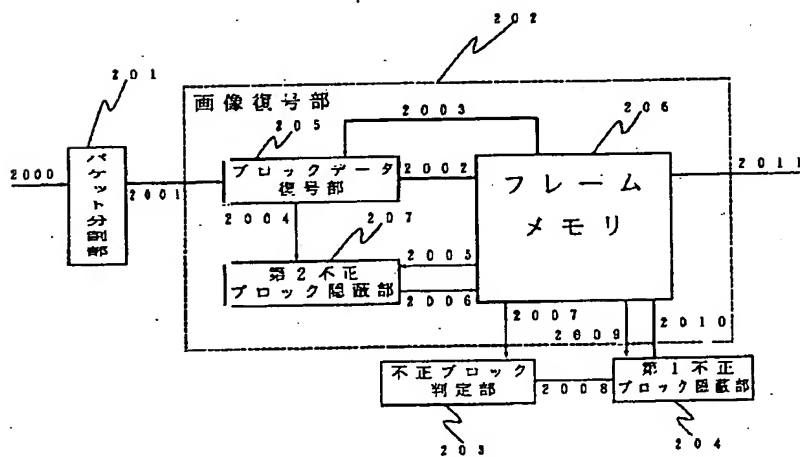 202
201
画像復号部
2003
206
205
2000
パケット分割部
2001
ブロックデータ
復号部
2002
フレーム
メモリ
2011
2004
207
第2不正
ブロック隠蔽部
2005
2006
2007
2009
2010
不正ブロック
判定部
2008
第1不正
ブロック隠蔽部
203
204